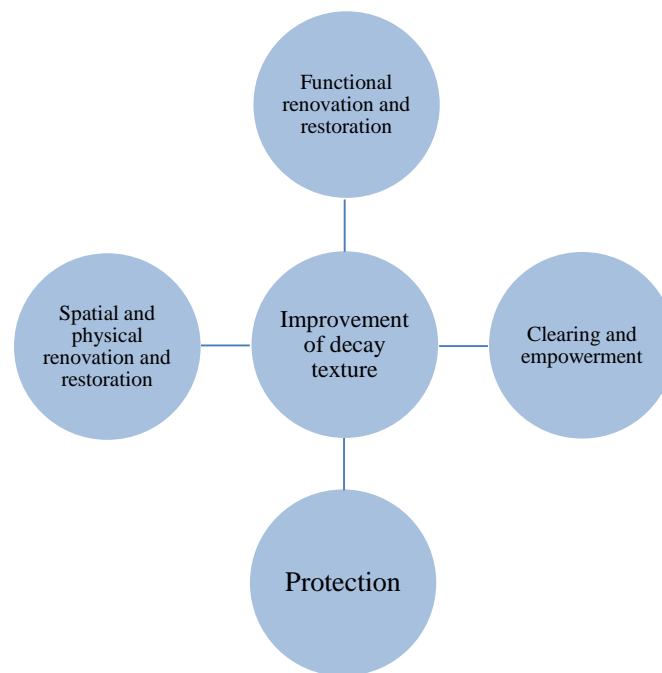 Functional
renovation and
restoration
Spatial and
physical
renovation and
restoration
Improvement
of decay
texture
Clearing and
empowerment
Protection